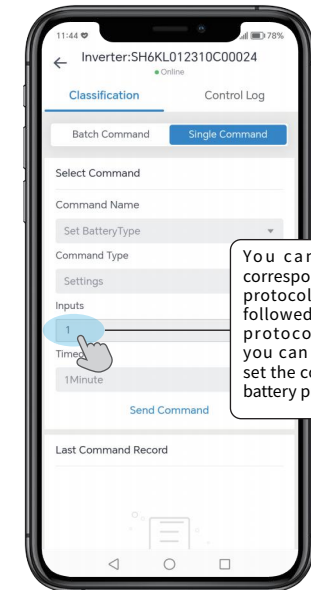 11:44
78%
Inverter:SH6KL012310C00024
Online
Classification
Control Log
Batch Command
Single Command
Select Command
Command Name
Set BatteryType
Command Type
Settings
Inputs
1
1Minute
Send Command
Last Command Record
You can
protocol
followed
you can
set the
battery